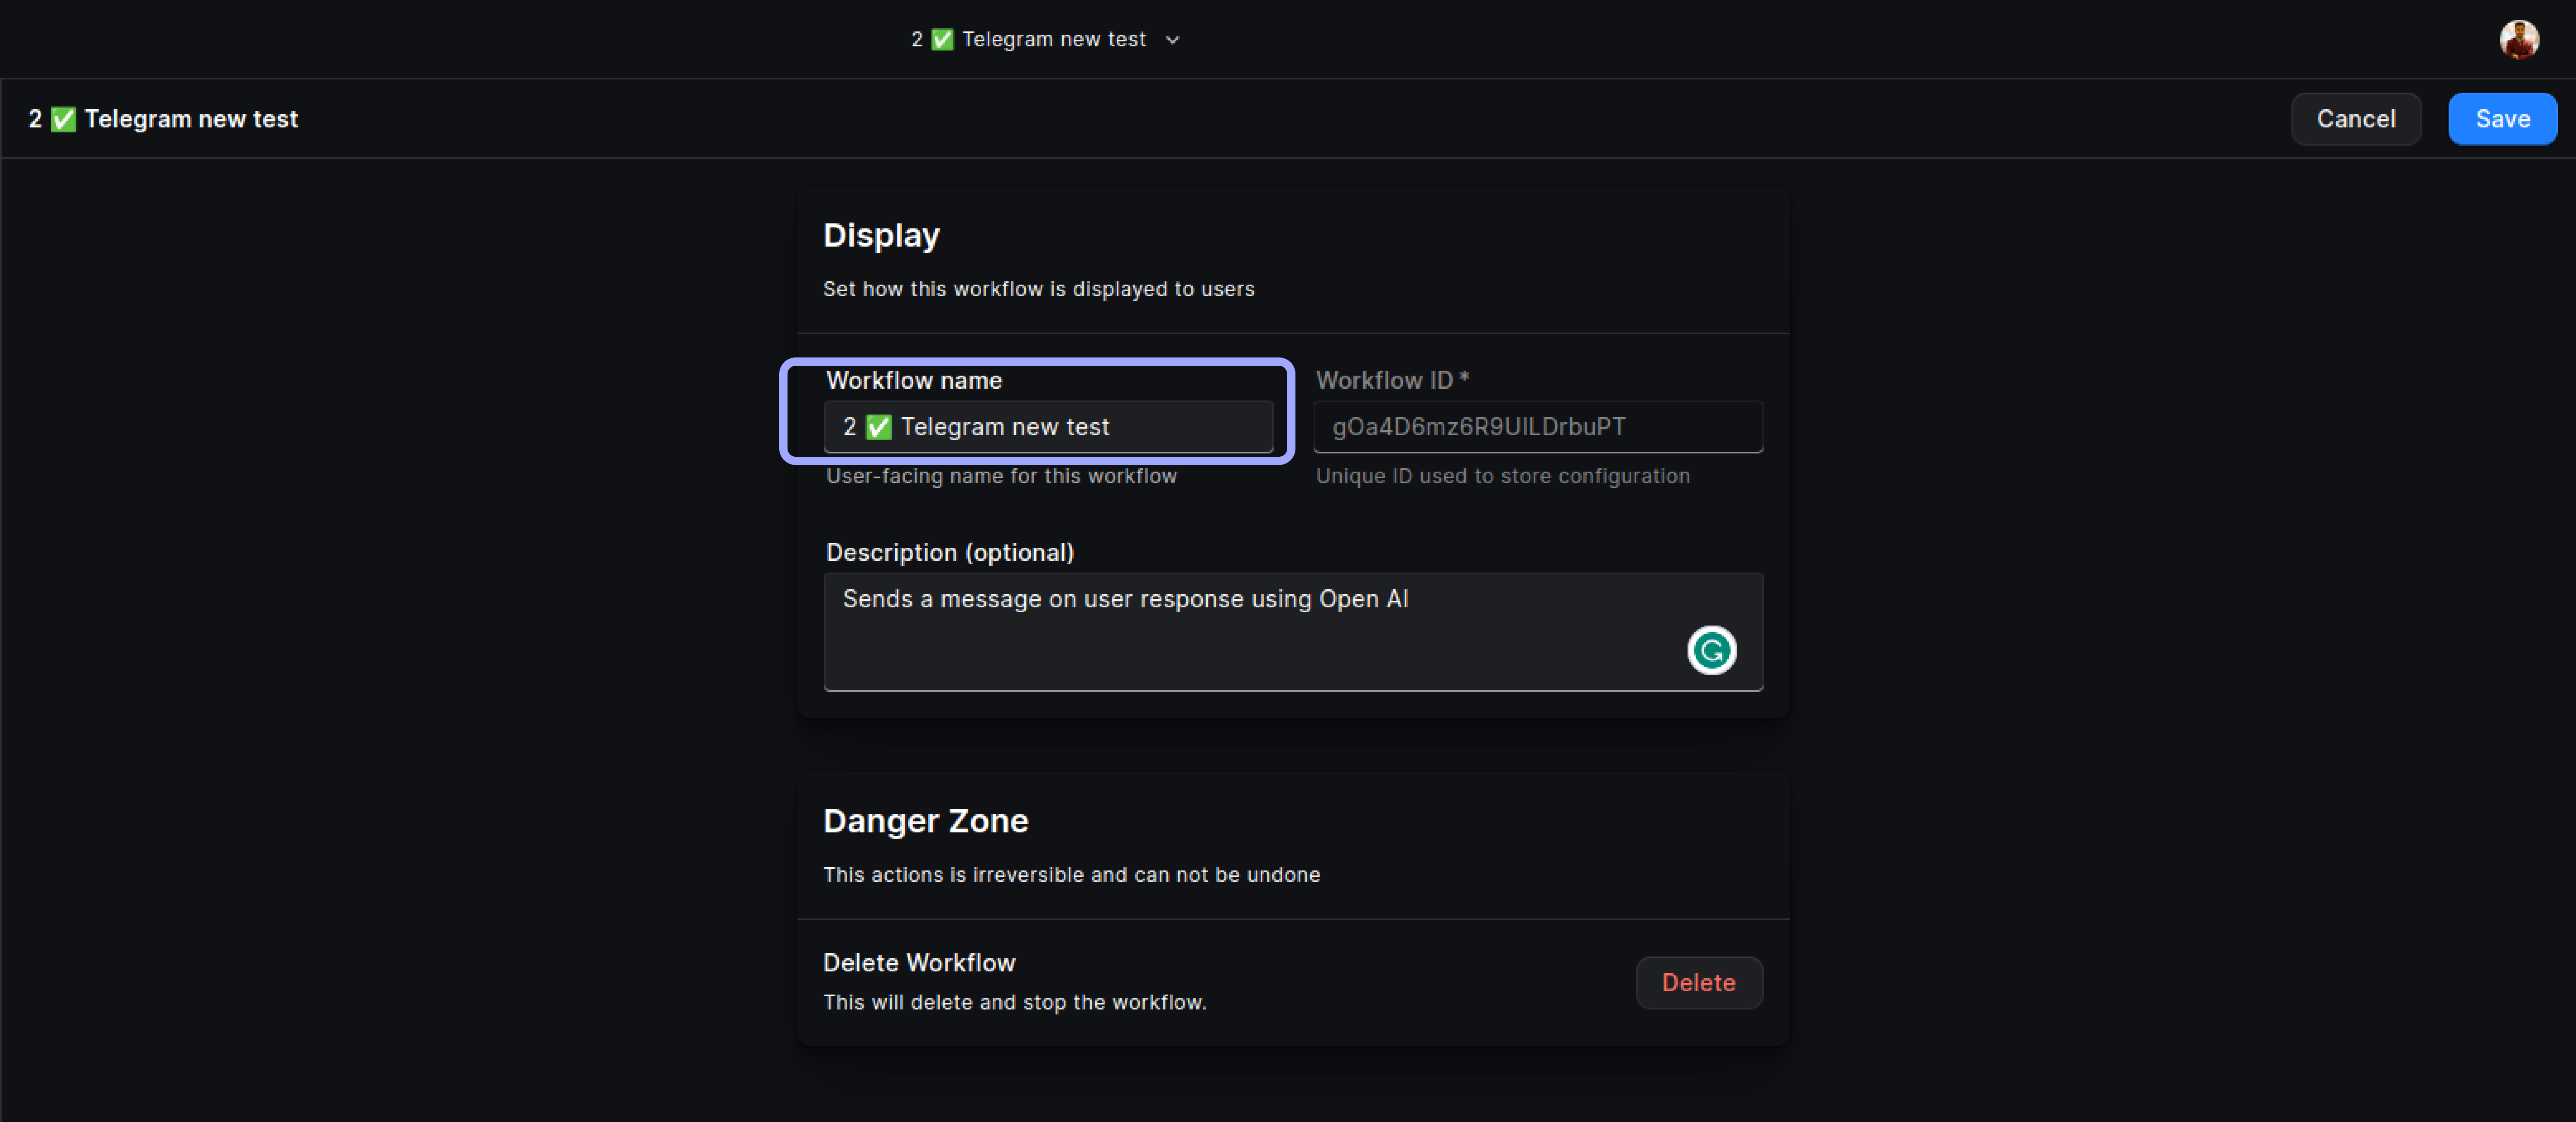 2 ✅ Telegram new test
2 ✅ Telegram new test
Cancel
Save
Display
Set how this workflow is displayed to users
Workflow name
2 ✅ Telegram new test
User-facing name for this workflow
Workflow ID *
gOa4D6mz6R9UILDrbuPT
Unique ID used to store configuration
Description (optional)
Sends a message on user response using Open AI
Danger Zone
This actions is irreversible and can not be undone
Delete Workflow
This will delete and stop the workflow.
Delete